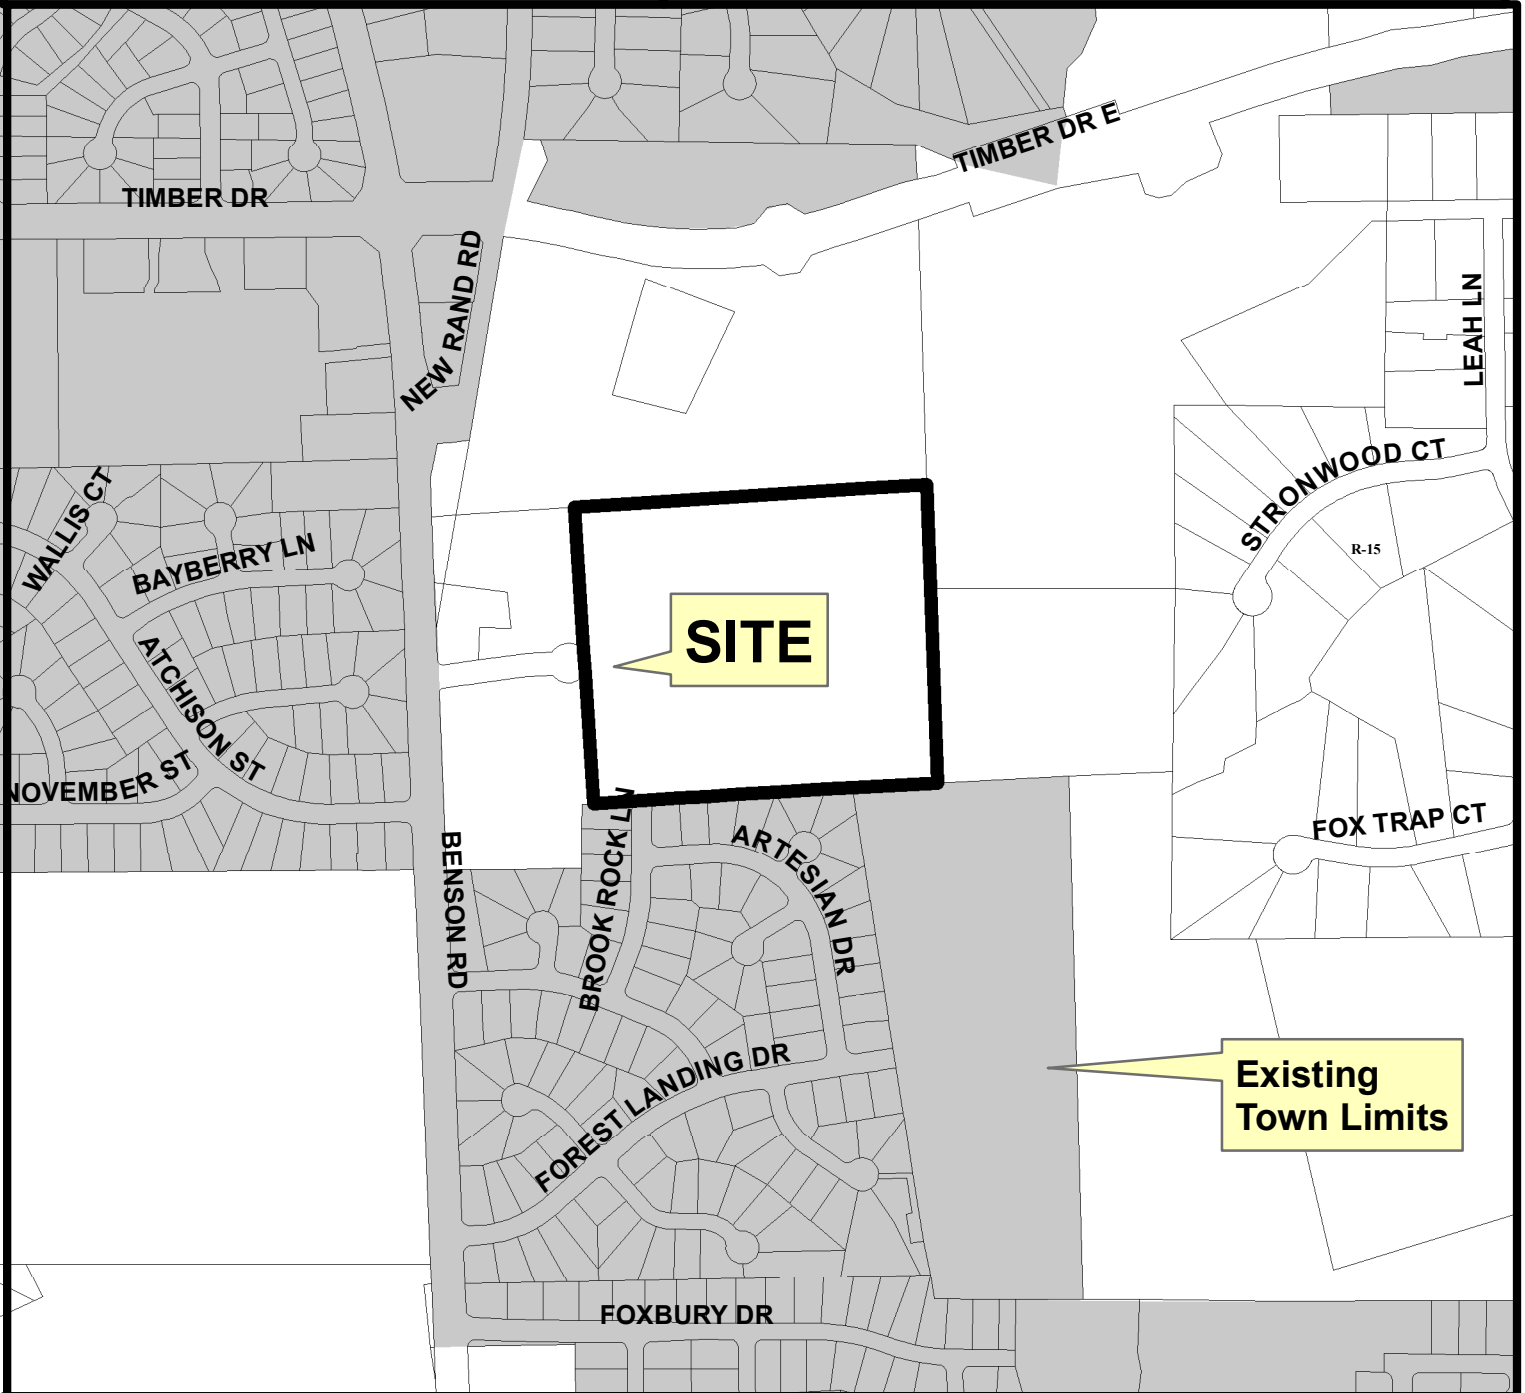 TIMBER DR E
TIMBER DR
NEW RAND RD
LEAH LN
STRONWOOD CT
WALLIS CT
BAYBERRY LN
R-15
SITE
ATCHISON ST
NOVEMBER ST
BROOK ROCK LN
FOX TRAP CT
ARTESIAN DR
BENSON RD
FOREST LANDING DR
Existing
Town Limits
FOXBURY DR